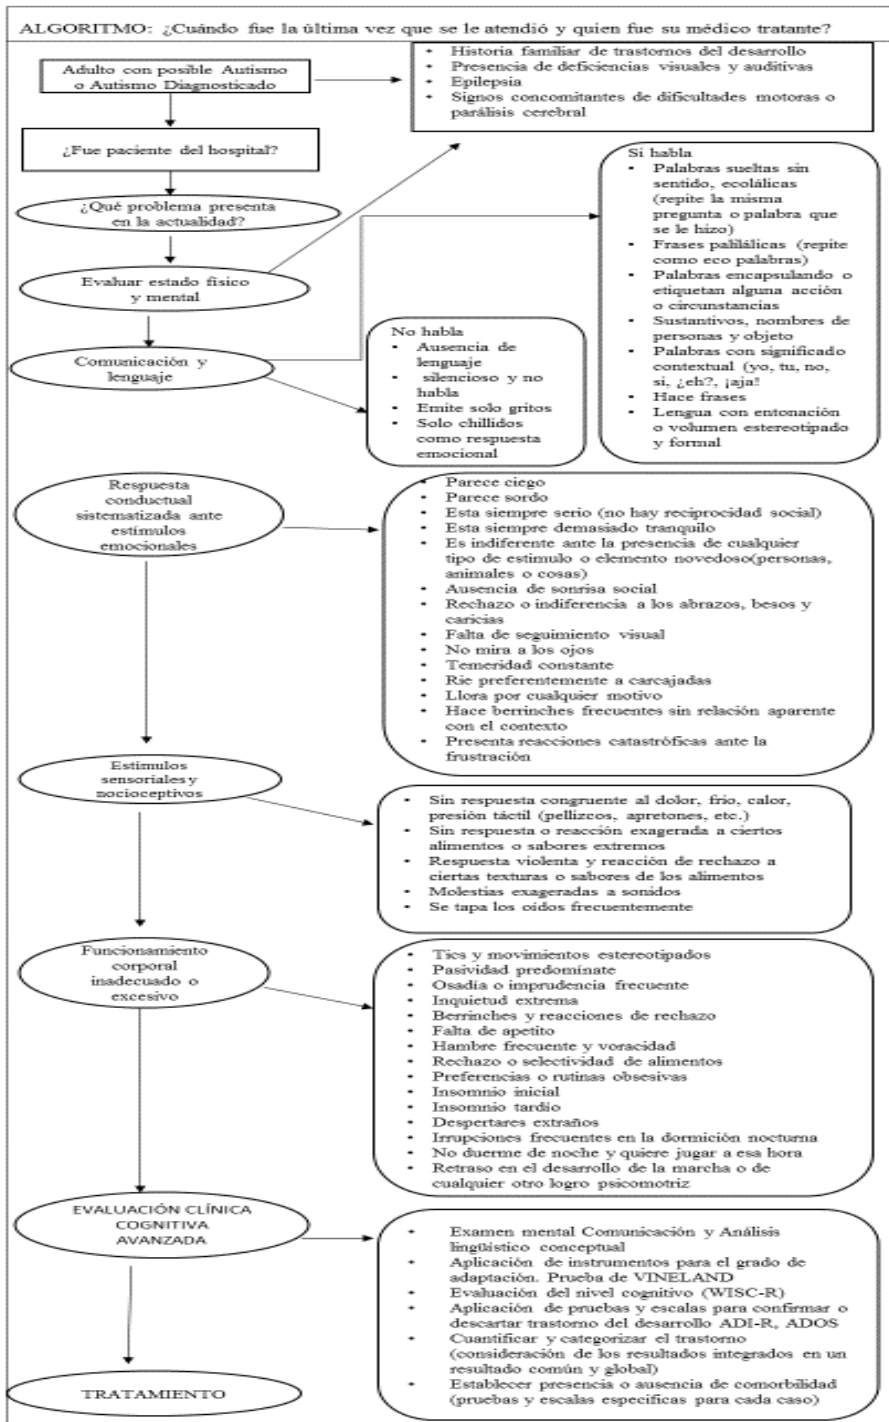 ALGORITMO: ¿Cuándo fue la última vez que se le atendió y quien fue su médico tratante?
Adulto con posible Autismo
o Autismo Diagnosticado
• Historia familiar de trastornos del desarrollo
• Presencia de deficiencias visuales y auditivas
• Epilepsia
• Signos concomitantes de dificultades motoras o
parálisis cerebral
¿Fue paciente del hospital?
¿Qué problema presenta
en la actualidad?
Evaluar estado físico
y mental
Comunicación y
lenguaje
Si habla
• Palabras sueltas sin
sentido, ecolálicas
(repite la misma
pregunta o palabra que
se le hizo)
• Frases palilálicas (repite
como eco palabras)
• Palabras encapsulando o
etiquetan alguna acción
o circunstancias
• Sustantivos, nombres de
personas y objeto
• Palabras con significado
contextual (yo, tu, no,
si, ¿eh?, ¡aja!
• Hace frases
• Lengua con entonación
o volumen estereotipado
y formal
No habla
• Ausencia de
lenguaje
• silencioso y no
habla
• Emite solo gritos
• Solo chillidos
como respuesta
emocional
Respuesta
conductual
sistematizada ante
estímulos
emocionales
• Parece ciego
• Parece sordo
• Esta siempre serio (no hay reciprocidad social)
• Esta siempre demasiado tranquilo
• Es indiferente ante la presencia de cualquier
tipo de estimulo o elemento novedoso(personas,
animales o cosas)
• Ausencia de sonrisa social
• Rechazo o indiferencia a los abrazos, besos y
caricias
• Falta de seguimiento visual
• No mira a los ojos
• Temeridad constante
• Rie preferentemente a carcajadas
• Llora por cualquier motivo
• Hace berrinches frecuentes sin relación aparente
con el contexto
• Presenta reacciones catastróficas ante la
frustración
Estímulos
sensoriales y
nocioceptivos
• Sin respuesta congruente al dolor, frio, calor,
presión táctil (pellizcos, apretones, etc.)
• Sin respuesta o reacción exagerada a ciertos
alimentos o sabores extremos
• Respuesta violenta y reacción de rechazo a
ciertas texturas o sabores de los alimentos
• Molestias exageradas a sonidos
• Se tapa los oídos frecuentemente
Funcionamiento
corporal
inadecuado o
excesivo
• Tics y movimientos estereotipados
• Pasividad predomínate
• Osadía o imprudencia frecuente
• Inquietud extrema
• Berrinches y reacciones de rechazo
• Falta de apetito
• Hambre frecuente y voracidad
• Rechazo o selectividad de alimentos
• Preferencias o rutinas obsesivas
• Insomnio inicial
• Insomnio tardío
• Despertares extraños
• Irrupciones frecuentes en la dormición nocturna
• No duerme de noche y quiere jugar a esa hora
• Retraso en el desarrollo de la marcha o de
cualquier otro logro psicomotriz
EVALUACIÓN CLÍNICA
COGNITIVA
AVANZADA
• Examen mental Comunicación y Análisis
lingüístico conceptual
• Aplicación de instrumentos para el grado de
adaptación. Prueba de VINELAND
• Evaluación del nivel cognitivo (WISC-R)
• Aplicación de pruebas y escalas para confirmar o
descartar trastorno del desarrollo ADI-R, ADOS
• Cuantificar y categorizar el trastorno
(consideración de los resultados integrados en un
resultado común y global)
• Establecer presencia o ausencia de comorbilidad
(pruebas y escalas especificas para cada caso)
TRATAMIENTO